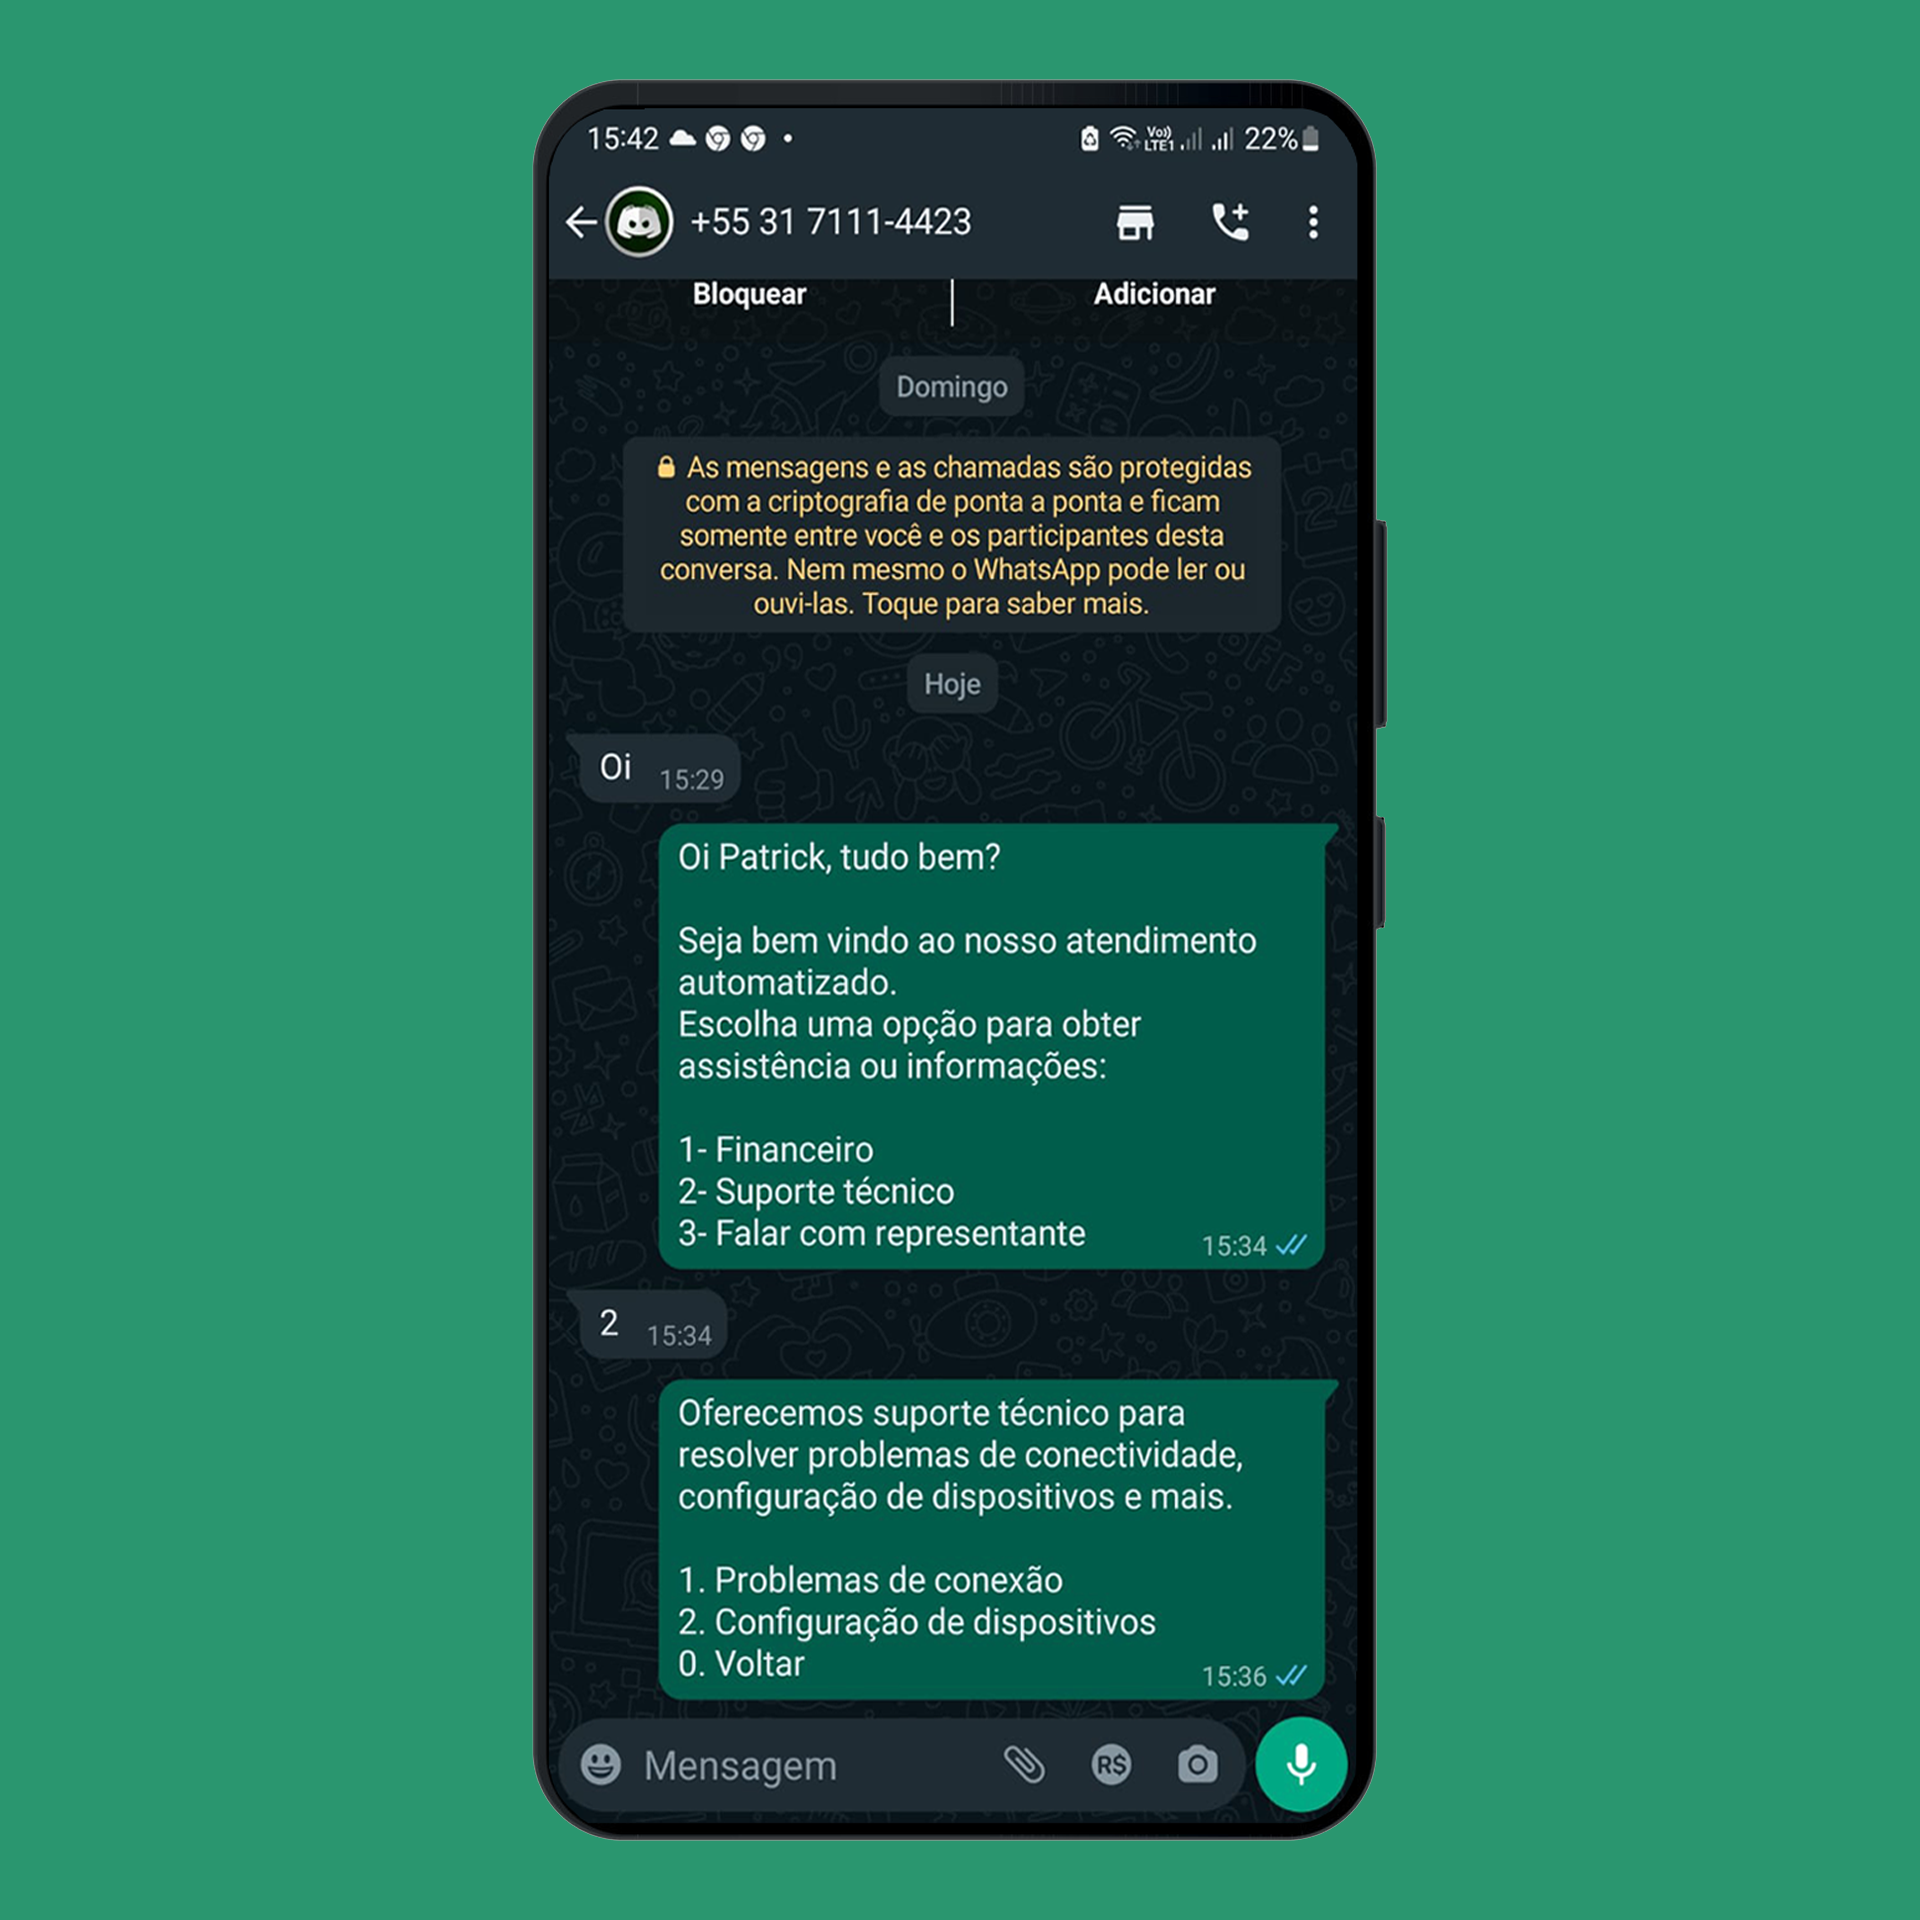 15:42
Vo))
LTE1
22%
+55 31 7111-4423
Bloquear
Adicionar
Domingo
As mensagens e as chamadas são protegidas
com a criptografia de ponta a ponta e ficam
somente entre você e os participantes desta
conversa. Nem mesmo o WhatsApp pode ler ou
ouvi-las. Toque para saber mais.
Hoje
Oi 15:29
Oi Patrick, tudo bem?
Seja bem vindo ao nosso atendimento
automatizado.
Escolha uma opção para obter
assistência ou informações:
1- Financeiro
2- Suporte técnico
3- Falar com representante
15:34
2 15:34
Oferecemos suporte técnico para
resolver problemas de conectividade,
configuração de dispositivos e mais.
1. Problemas de conexão
2. Configuração de dispositivos
0. Voltar
15:36
Mensagem
R$